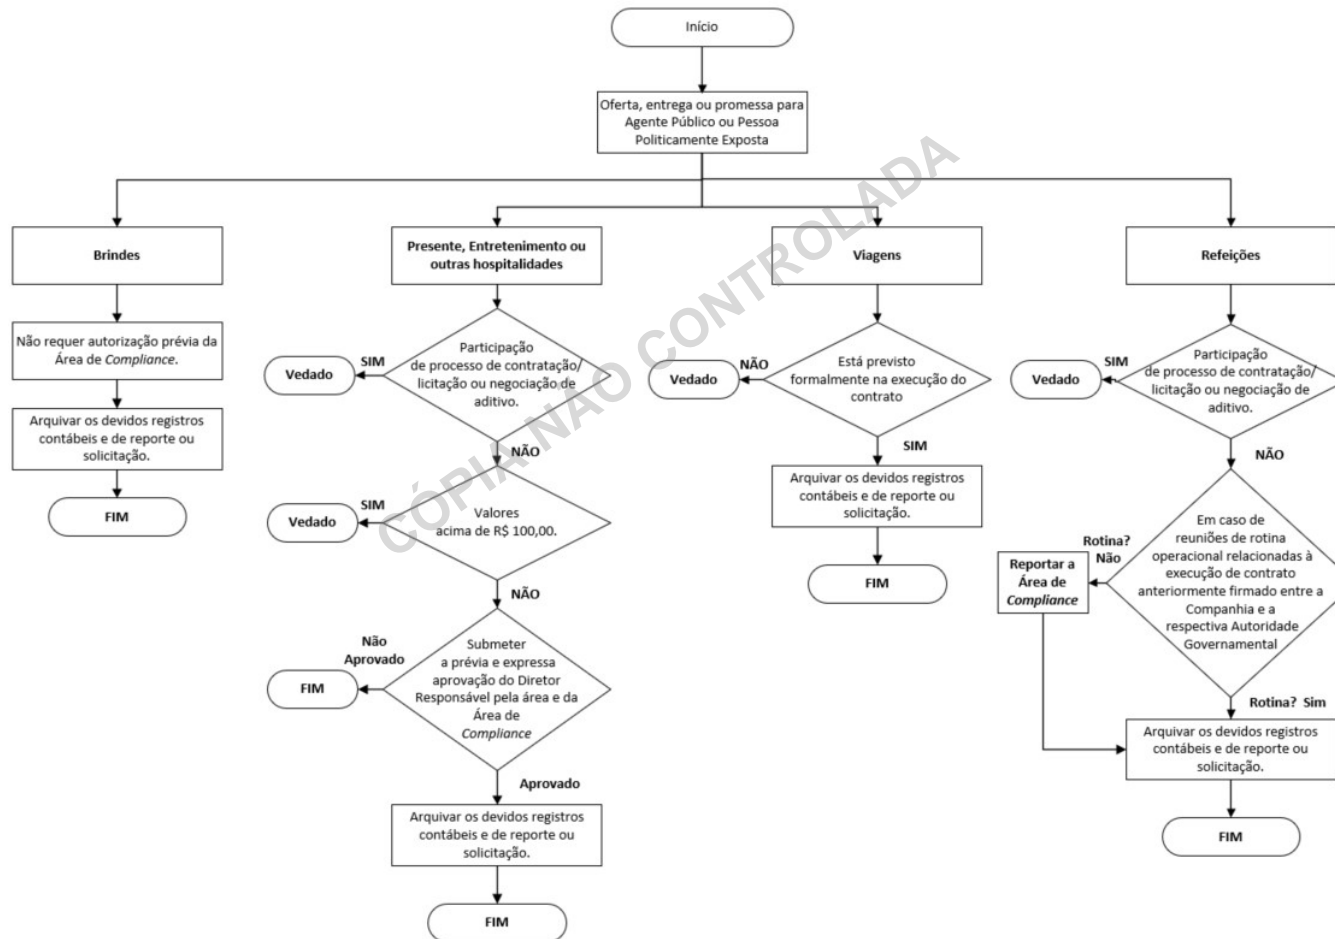 Início
Oferta, entrega ou promessa para
Agente Público ou Pessoa
Politicamente Exposta
CÓPIA NÃO CONTROLADA
Brindes
Não requer autorização prévia da
Área de Compliance.
Arquivar os devidos registros
contábeis e de reporte ou
solicitação.
FIM
Presente, Entretenimento ou
outras hospitalidades
Participação
de processo de contratação/
licitação ou negociação de
aditivo.
SIM
Vedado
NÃO
Valores
acima de R$ 100,00.
SIM
Vedado
NÃO
Submeter
a prévia e expressa
aprovação do Diretor
Responsável pela área e da
Área de
Compliance
Não
Aprovado
FIM
Aprovado
Arquivar os devidos registros
contábeis e de reporte ou
solicitação.
FIM
Viagens
Está previsto
formalmente na execução do
contrato
NÃO
Vedado
SIM
Arquivar os devidos registros
contábeis e de reporte ou
solicitação.
FIM
Refeições
Participação
de processo de contratação/
licitação ou negociação de
aditivo.
SIM
Vedado
NÃO
Em caso de
reuniões de rotina
operacional relacionadas à
execução de contrato
anteriormente firmado entre a
Companhia e a
respectiva Autoridade
Governamental
Rotina?
Não
Reportar a
Área de
Compliance
Rotina? Sim
Arquivar os devidos registros
contábeis e de reporte ou
solicitação.
FIM